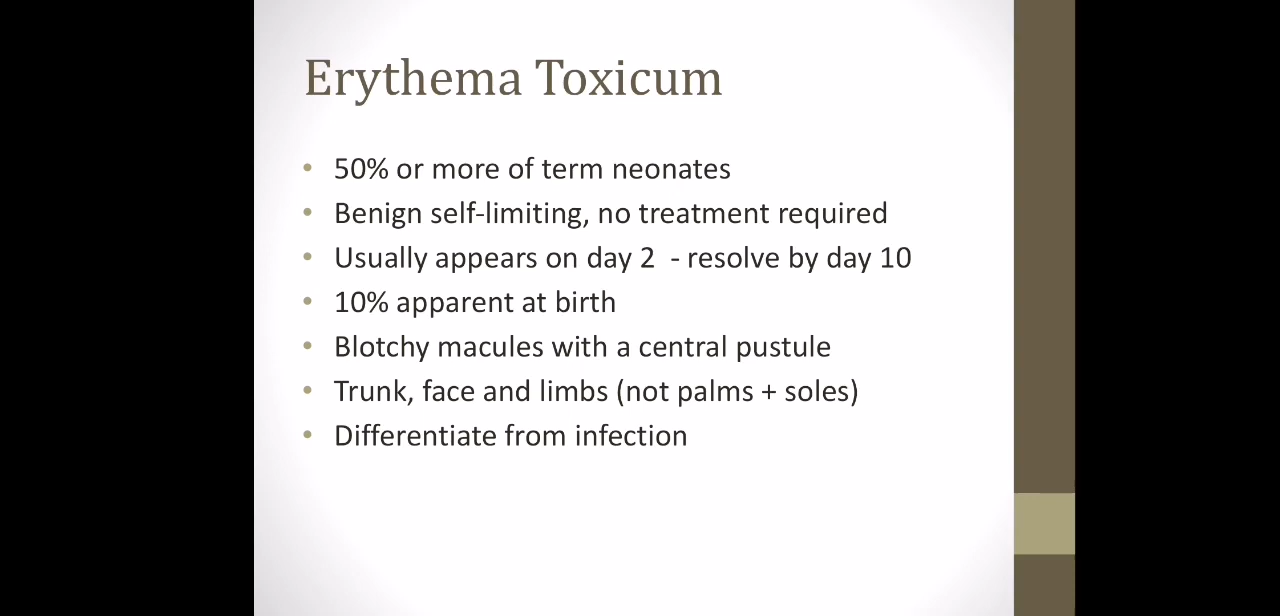 Erythema Toxicum
• 50% or more of term neonates
• Benign self-limiting, no treatment required
• Usually appears on day 2  - resolve by day 10
• 10% apparent at birth
• Blotchy macules with a central pustule
• Trunk, face and limbs (not palms + soles)
• Differentiate from infection